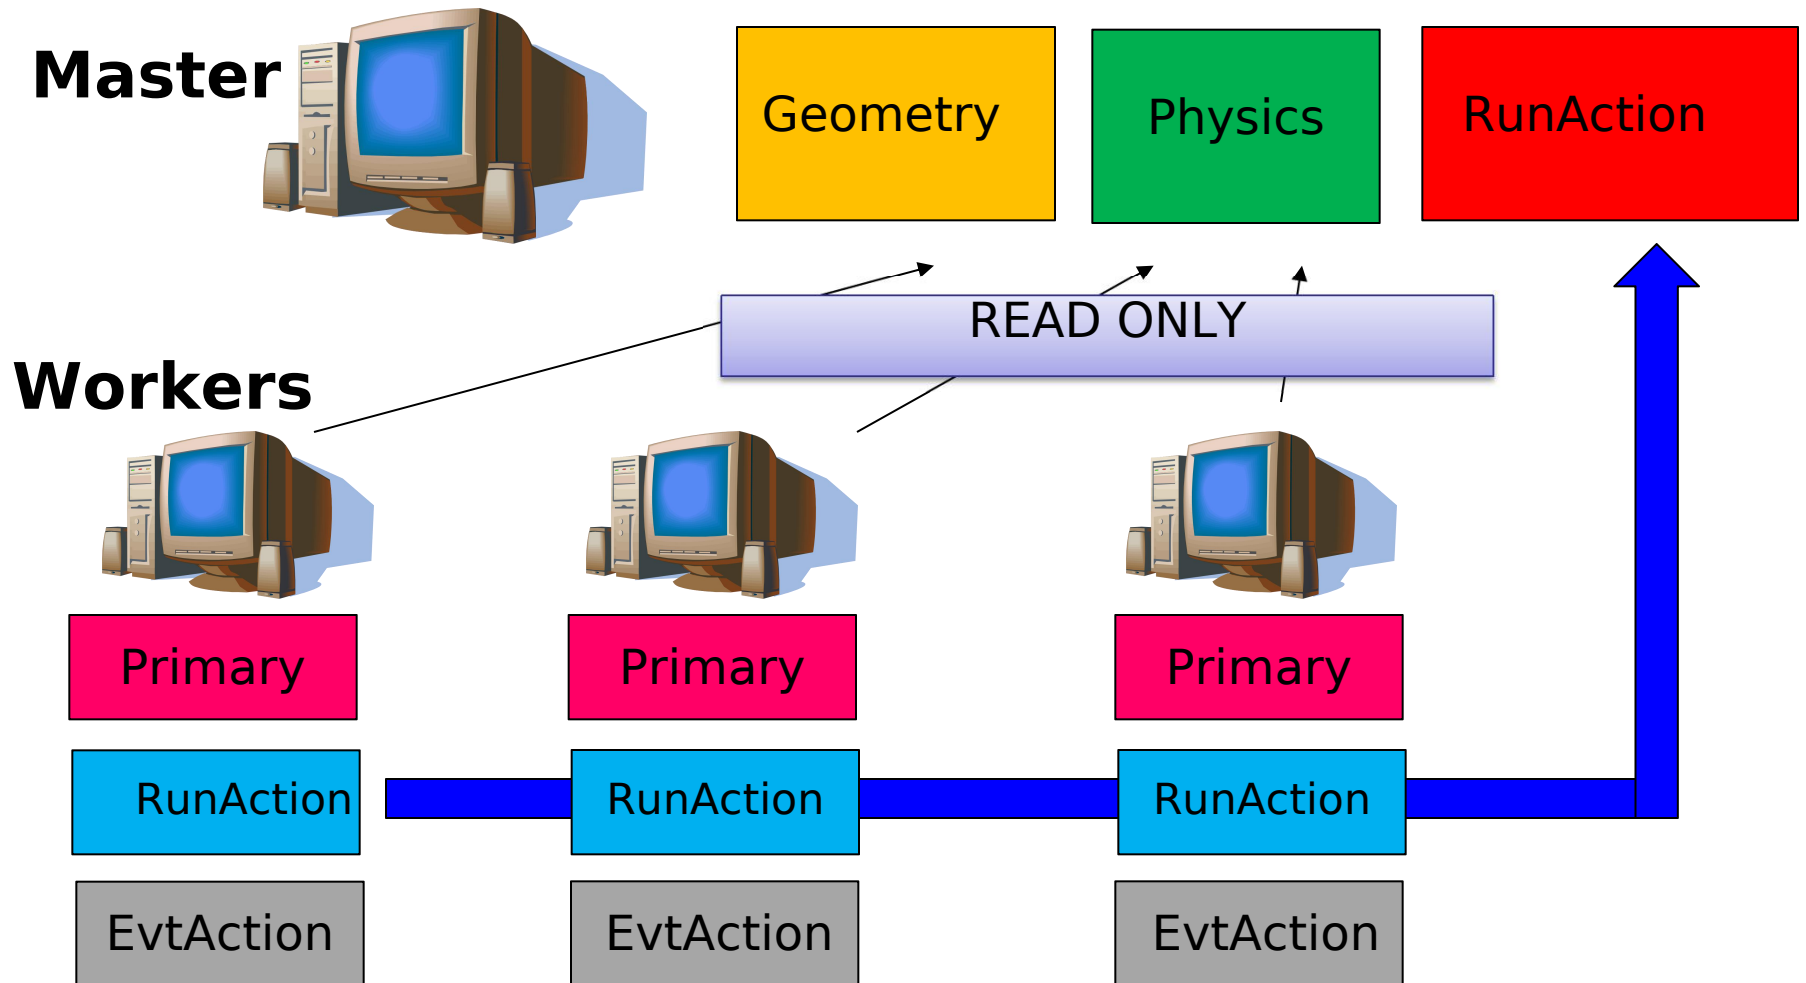 Master
Geometry
Physics
RunAction
READ ONLY
Workers
Primary
Primary
Primary
RunAction
RunAction
RunAction
EvtAction
EvtAction
EvtAction